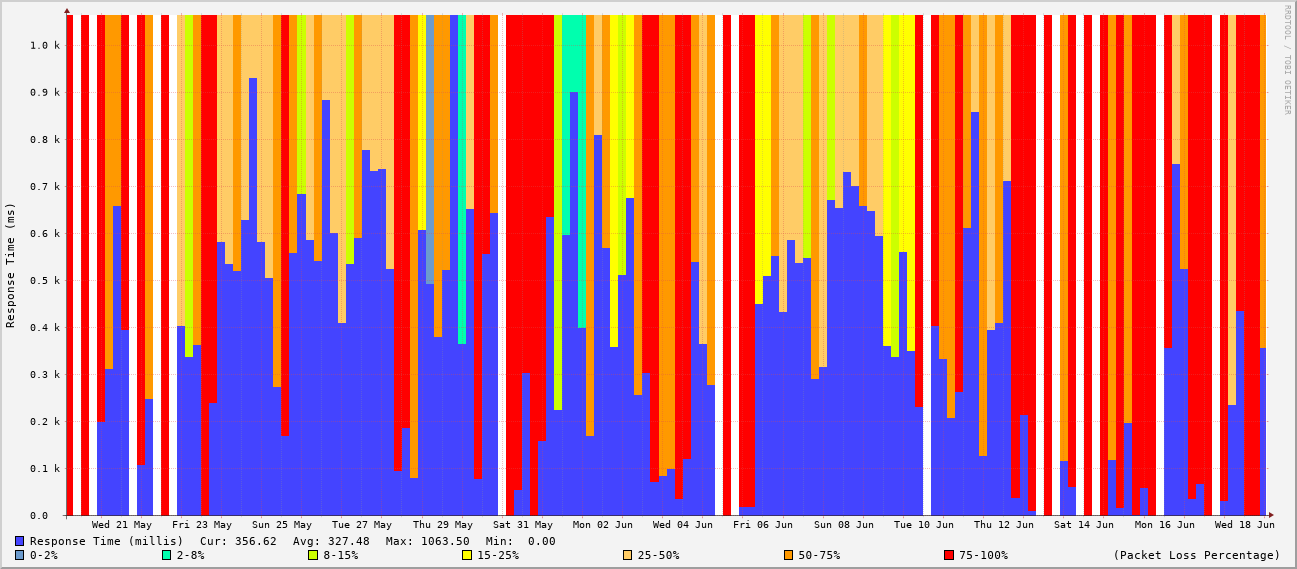 RRDTOOL / TOBI OETIKER
Response Time (ms)
1.0 k
0.9 k
0.8 k
0.7 k
0.6 k
0.5 k
0.4 k
0.3 k
0.2 k
0.1 k
0.0
Wed 21 May Fri 23 May Sun 25 May Tue 27 May Thu 29 May Sat 31 May Mon 02 Jun Wed 04 Jun Fri 06 Jun Sun 08 Jun Tue 10 Jun Thu 12 Jun Sat 14 Jun Mon 16 Jun Wed 18 Jun
Response Time (millis) Cur: 356.62 Avg: 327.48 Max: 1063.50 Min: 0.00
0-2% 2-8% 8-15% 15-25% 25-50% 50-75% 75-100% (Packet Loss Percentage)